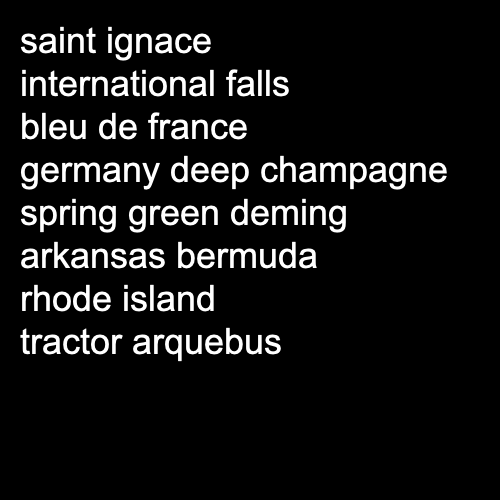 saint ignace
international falls
bleu de france
germany deep champagne
spring green deming
arkansas bermuda
rhode island
tractor arquebus